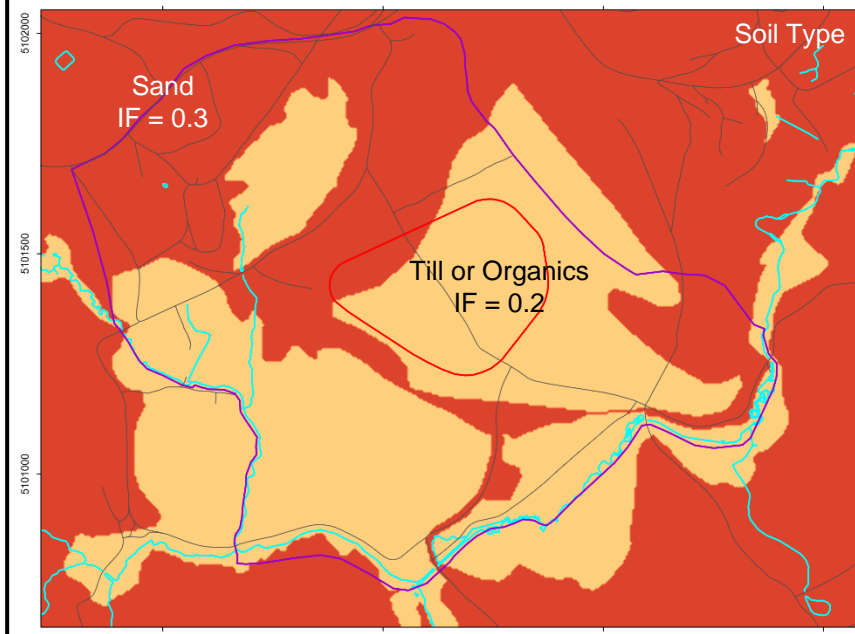 Soil Type
5102000
Sand
IF = 0.3
5101500
Till or Organics
IF = 0.2
5101000